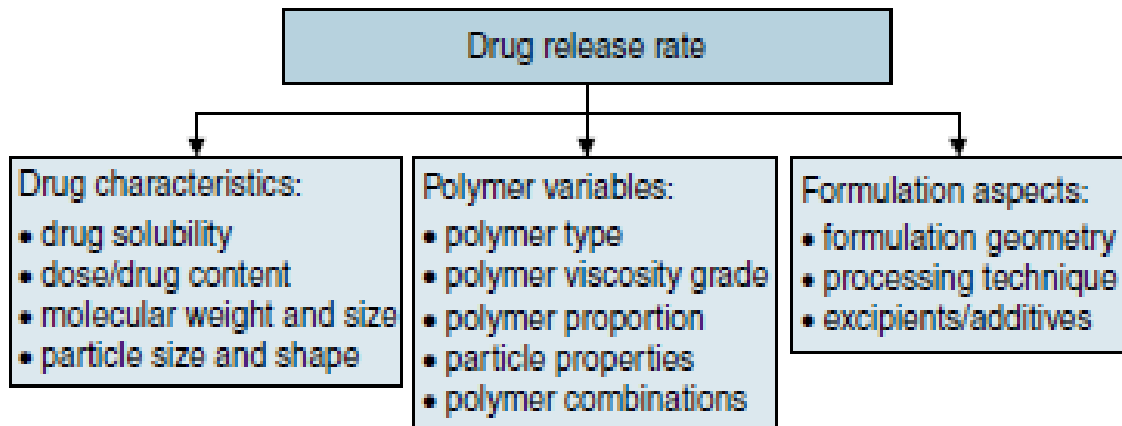 Drug release rate
Drug characteristics:
• drug solubility
• dose/drug content
• molecular weight and size
• particle size and shape
Polymer variables:
• polymer type
• polymer viscosity grade
• polymer proportion
• particle properties
• polymer combinations
Formulation aspects:
• formulation geometry
• processing technique
• excipients/additives